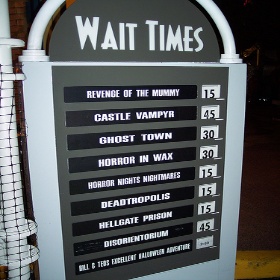 WAIT TIMES
REVENGE OF THE MUMMY 15
CASTLE VAMPYR 45
GHOST TOWN 30
HORROR IN WAX 30
HORROR NIGHTS NIGHTMARES 15
DEADTROPOLIS 15
HELLGATE PRISON 15
DISORIENTORIUM 45
BILL & TEDS EXCELLENT HALLOWEEN ADVENTURE